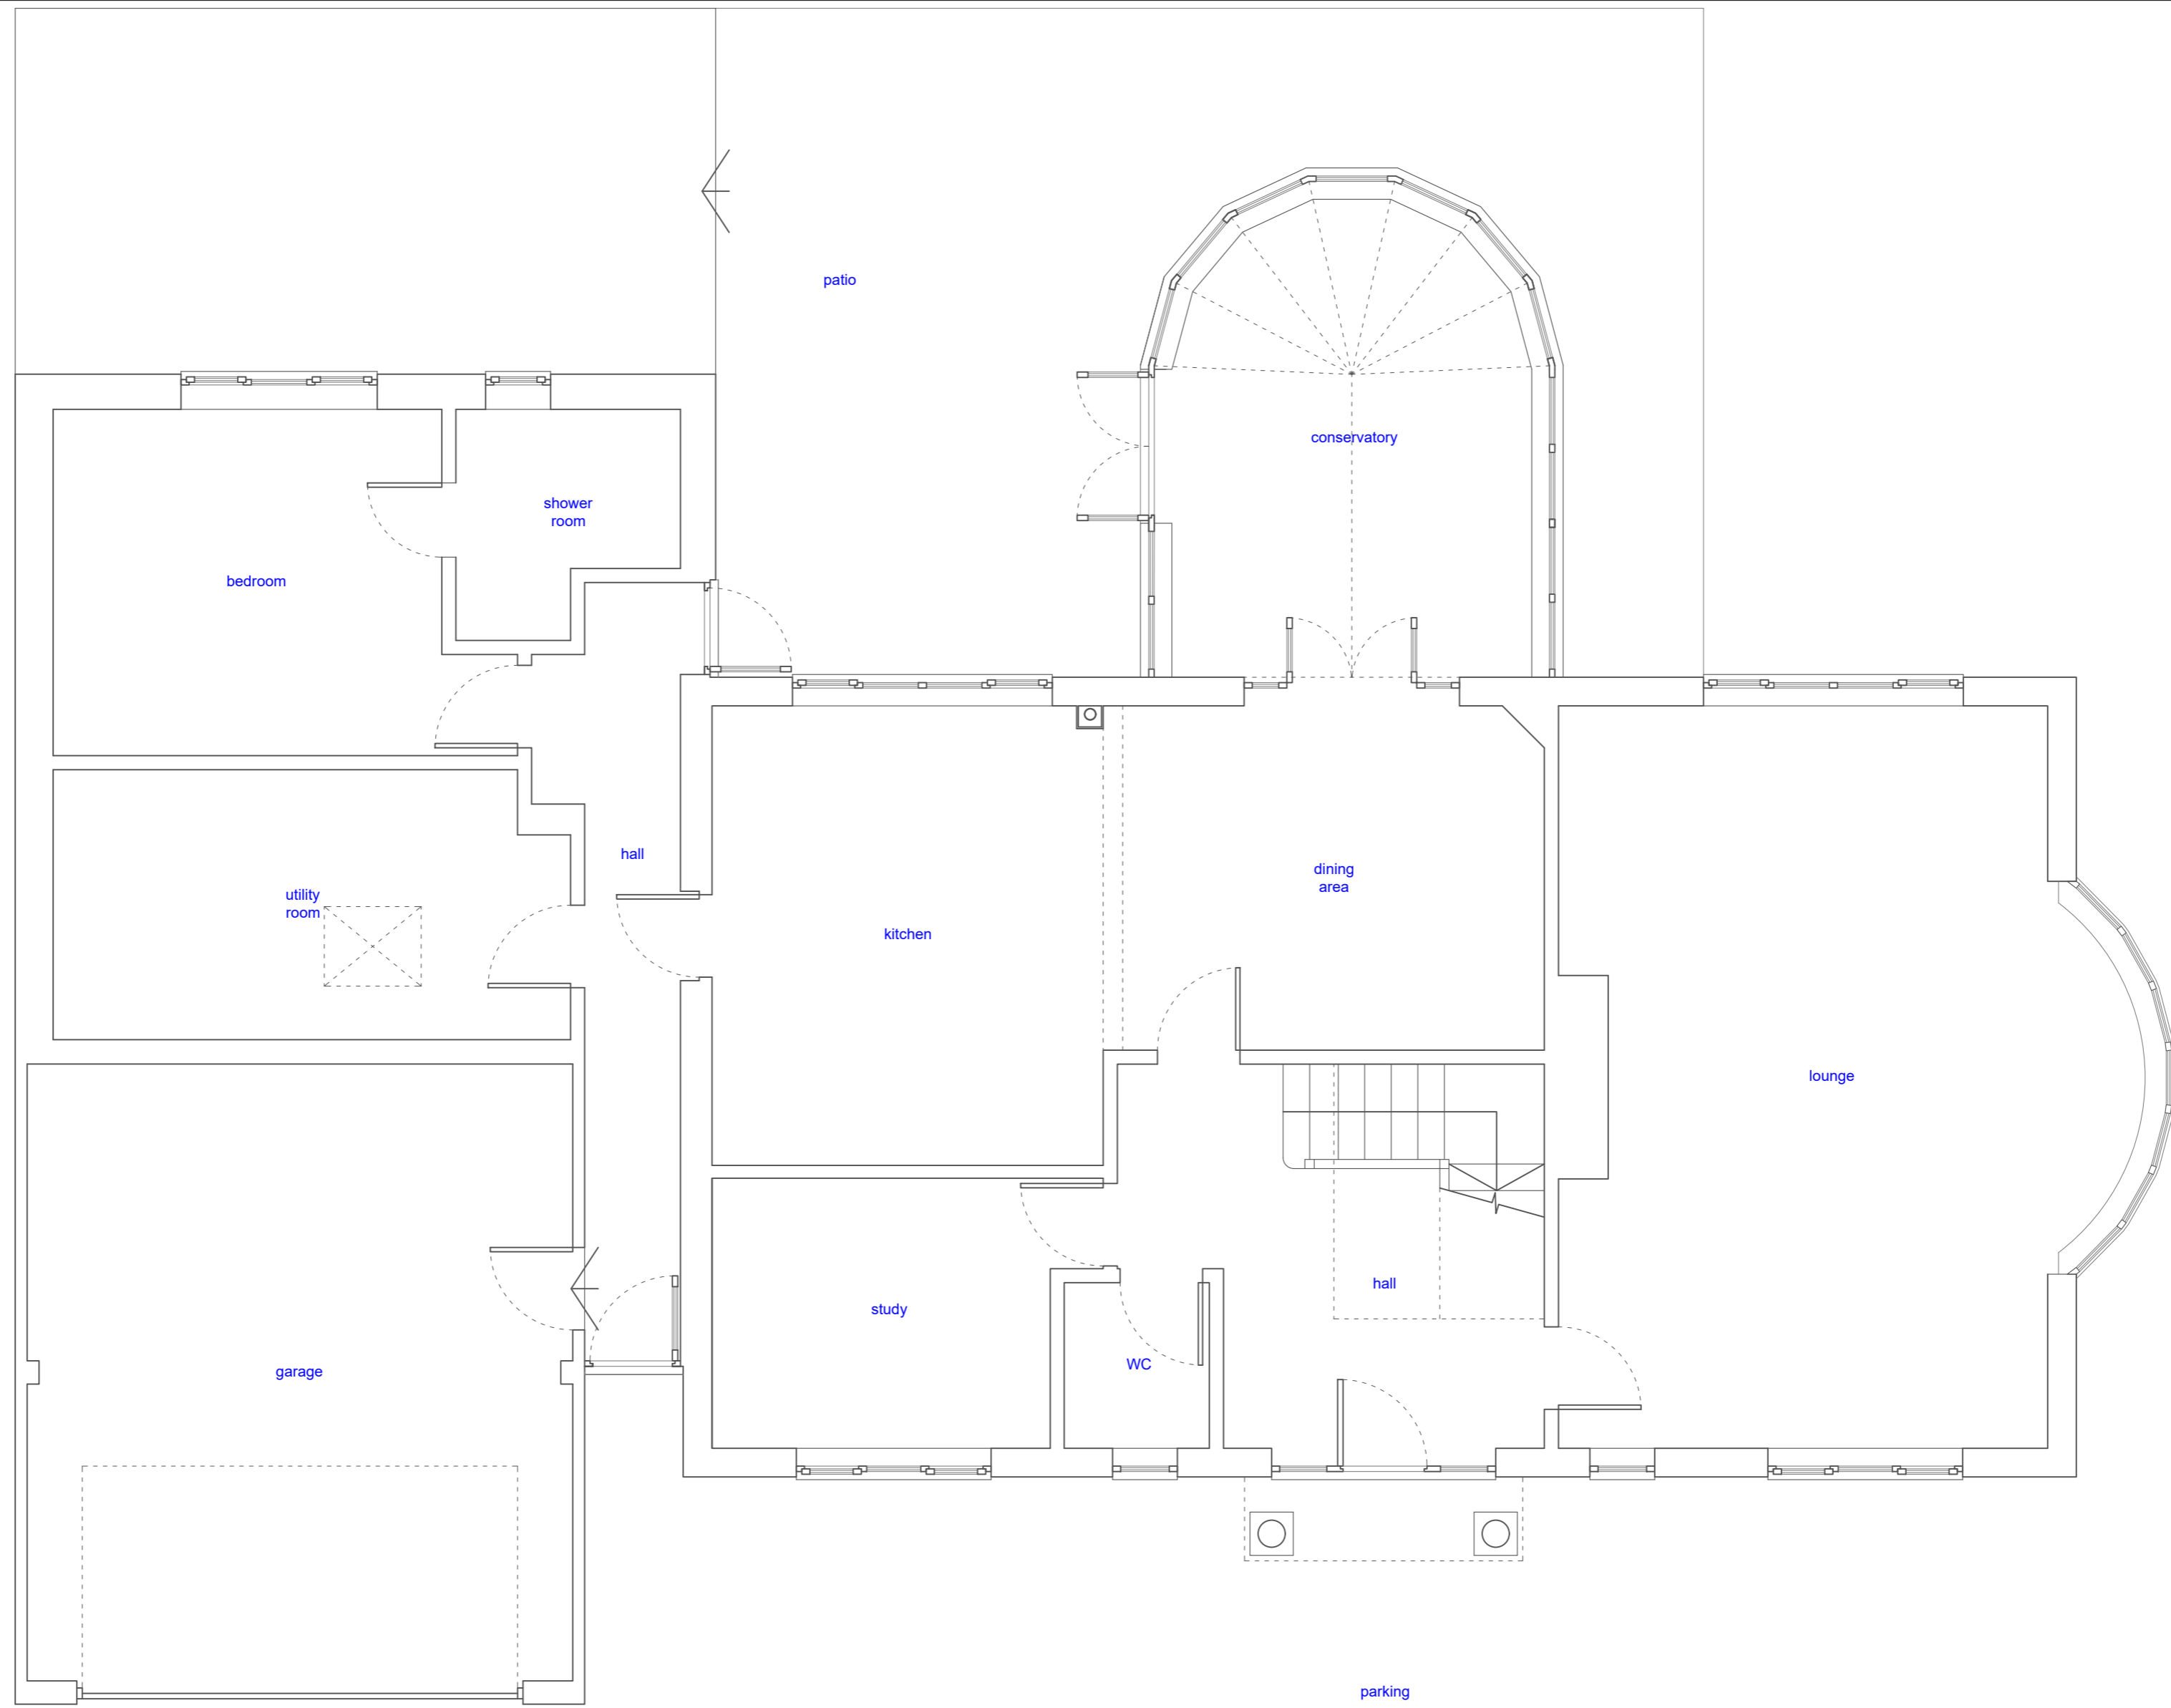 patio
conservatory
shower
room
bedroom
hall
dining
area
utility
room
kitchen
lounge
hall
study
WC
garage
parking